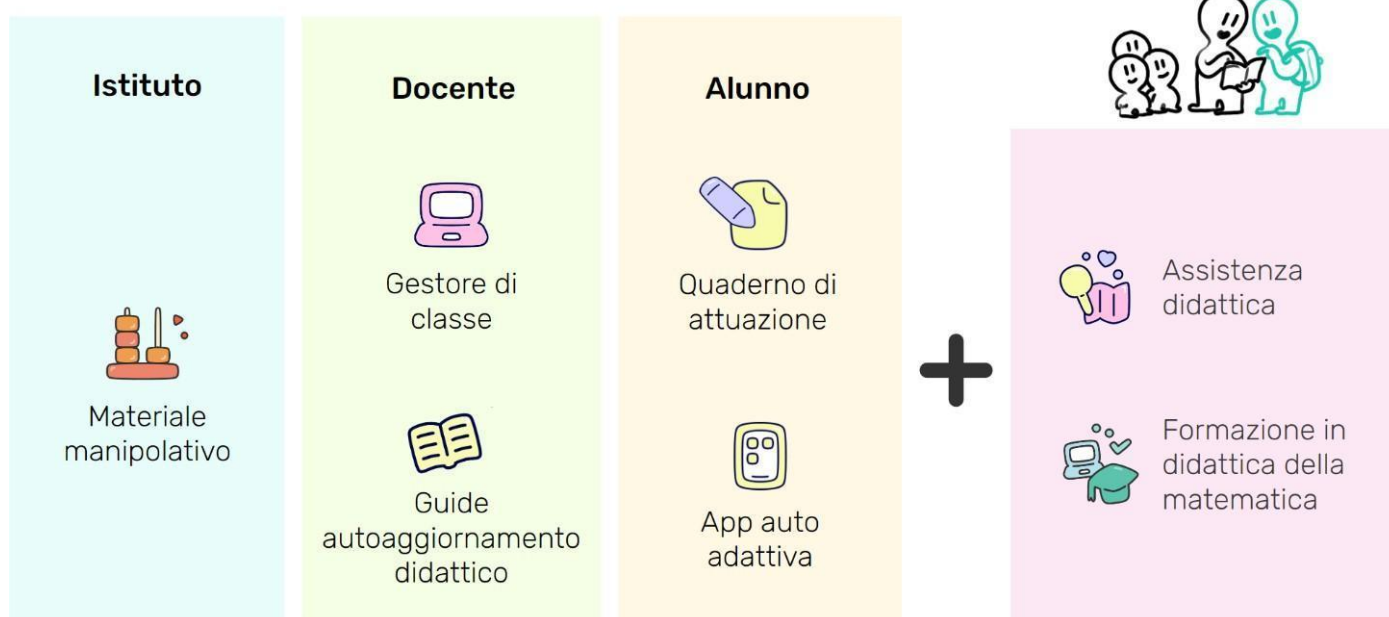 Istituto
Materiale
manipolativo
Docente
Gestore di
classe
Guide
autoaggiornamento
didattico
Alunno
Quaderno di
attuazione
App auto
adattiva
Assistenza
didattica
Formazione in
didattica della
matematica